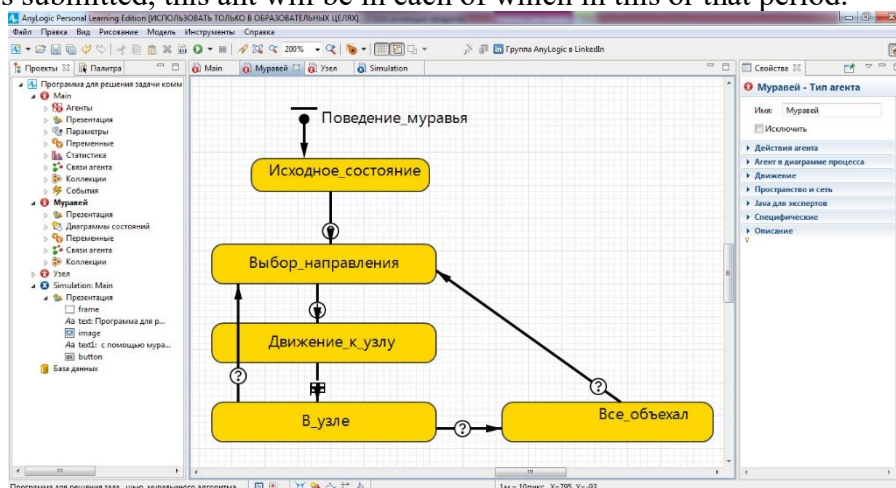 s submitted, this ant will be in each of which in this or that period.
AnyLogic Personal Learning Edition [ИСПОЛЬЗОВАТЬ ТОЛЬКО В ОБРАЗОВАТЕЛЬНЫХ ЦЕЛЯХ]
Файл Правка Вид Рисование Модель Инструменты Справка
200% Группа AnyLogic в LinkedIn
Проекты Палитра
Main Муравей Узел Simulation
Свойства
Программа для решения задачи комм
Main
Агенты
Презентация
Параметры
Переменные
Статистика
Связи агента
Коллекции
События
Муравей
Презентация
Диаграммы состояний
Переменные
Связи агента
Коллекции
Узел
Simulation: Main
Презентация
frame
Aa text: Программа для р...
image
Aa text1: с помощью мура...
button
База данных
Поведение_муравья
Исходное_состояние
Выбор_направления
?
Движение_к_узлу
?
В_узле
?
Все_объехал
Муравей - Тип агента
Имя: Муравей
Исключить
Действия агента
Агент в диаграмме процесса
Движение
Пространство и сеть
Java для экспертов
Специфические
Описание